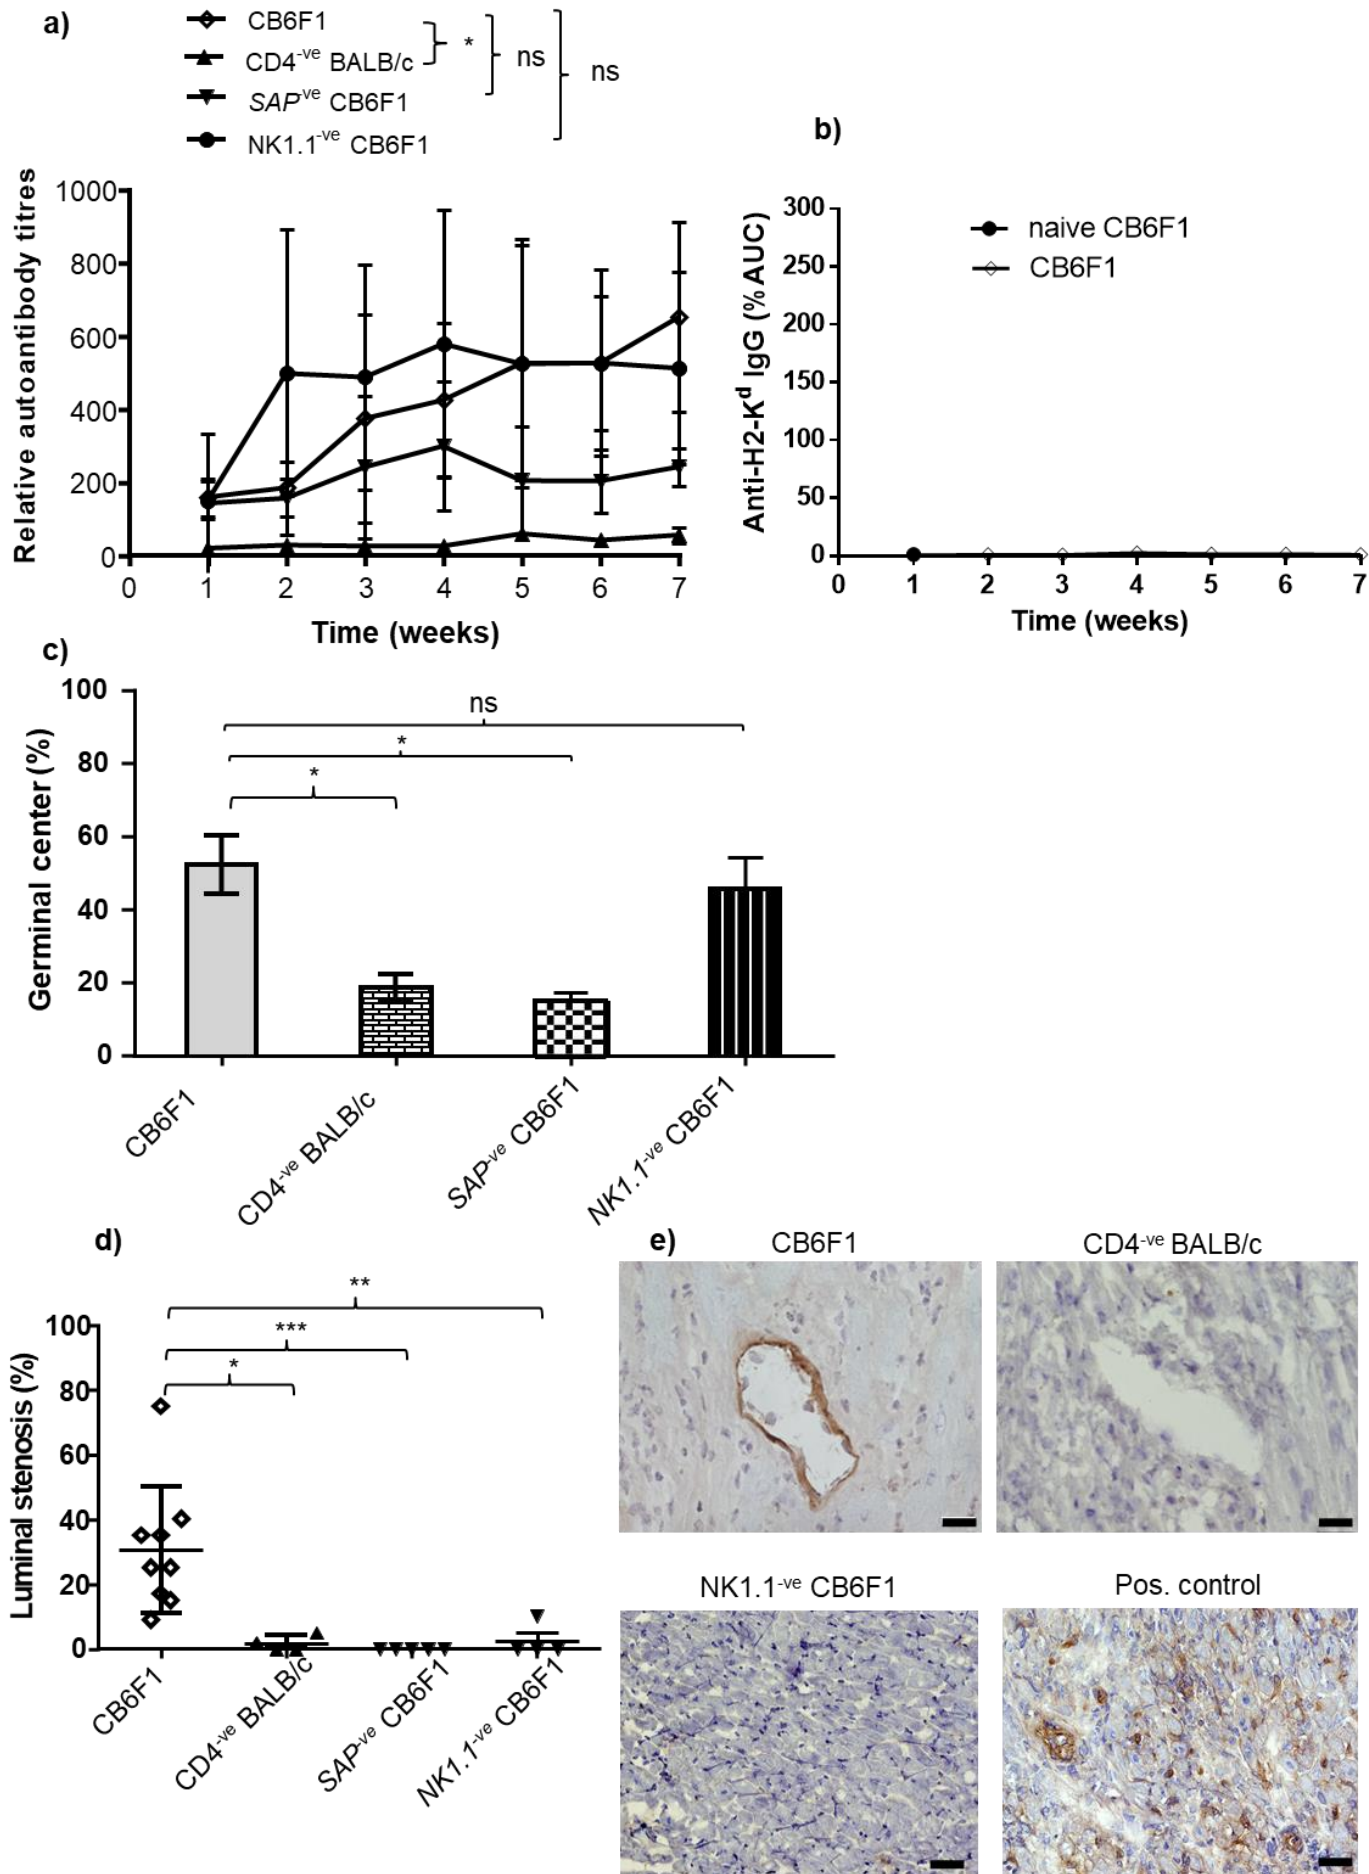 a)
CB6F1
CD4-ve BALB/c
SAP-ve CB6F1
NK1.1-ve CB6F1
*
ns
ns
Relative autoantibody titres
1000
800
600
400
200
0
0 1 2 3 4 5 6 7
Time (weeks)
b)
naive CB6F1
CB6F1
Anti-H2-Kd IgG (%AUC)
300
250
200
150
100
50
0
0 1 2 3 4 5 6 7
Time (weeks)
c)
Germinal center (%)
100
80
60
40
20
0
ns
*
*
CB6F1
CD4-ve BALB/c
SAP-ve CB6F1
NK1.1-ve CB6F1
d)
Luminal stenosis (%)
100
80
60
40
20
0
**
***
*
CB6F1
CD4-ve BALB/c
SAP-ve CB6F1
NK1.1-ve CB6F1
e)
CB6F1
CD4-ve BALB/c
NK1.1-ve CB6F1
Pos. control